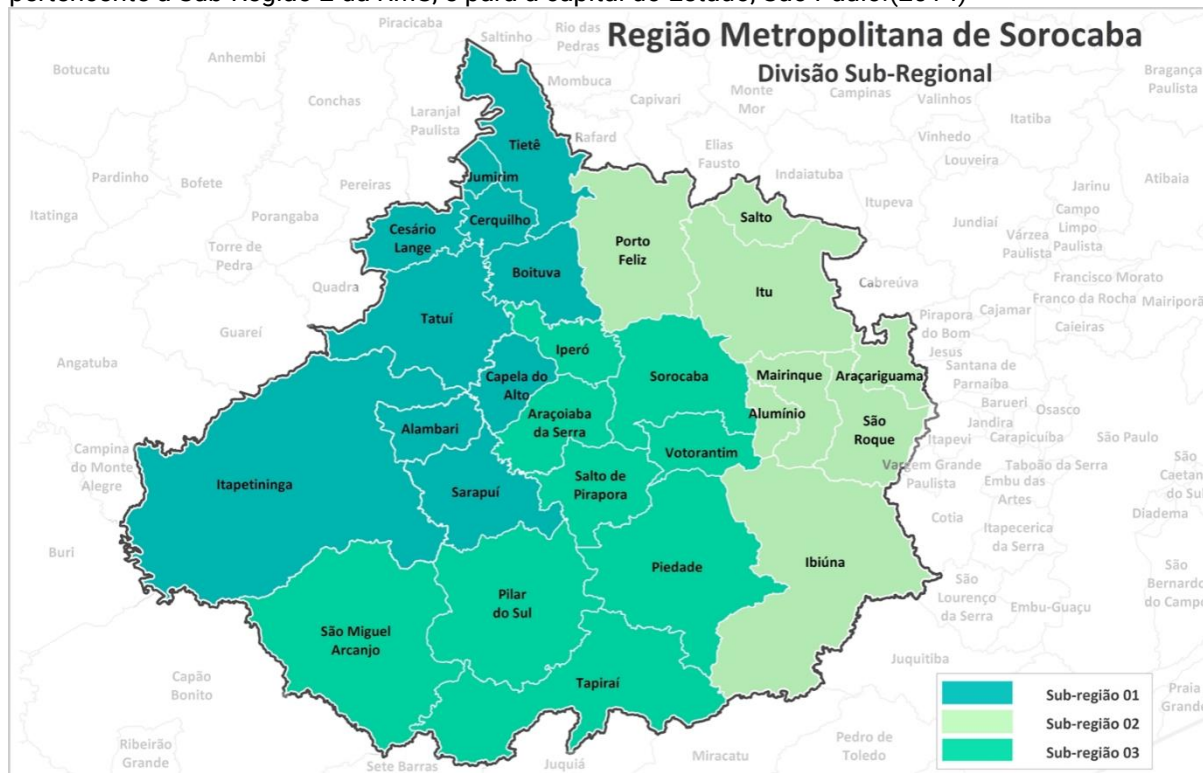 pertencente à Sub-Região 2 da RMS, e para a capital do Estado, São Paulo.(2014)
Região Metropolitana de Sorocaba
Divisão Sub-Regional
Piracicaba
Saltinho
Rio das
Pedras
Botucatu
Anhembi
Mombuca
Bragança
Paulista
Conchas
Capivari
Monte
Mor
Campinas
Valinhos
Laranjal
Paulista
Itatiba
Tietê
Rafard
Elias
Fausto
Vinhedo
Louveira
Pardinho
Bofete
Pereiras
Jumirim
Indaiatuba
Jarinu
Atibaia
Itatinga
Porangaba
Cesário
Lange
Cerquilho
Salto
Itupeva
Jundiaí
Campo
Limpo
Paulista
Várzea
Paulista
Torre de
Pedra
Porto
Feliz
Boituva
Itu
Cabreúva
Francisco Morato
Quadra
Franco da Rocha
Mairiporã
Tatuí
Pirapora
do Bom
Jesus
Cajamar
Caieiras
Guareí
Iperó
Angatuba
Capela do
Alto
Sorocaba
Mairinque
Araçariguama
Santana de
Parnaíba
Araçoiaba
da Serra
Alumínio
São
Roque
Barueri
Osasco
Jandira
Alambari
Itapevi
Carapicuíba
São Paulo
Campina
do Monte
Alegre
Votorantim
Vargem Grande
Paulista
Taboão da Serra
São
Caetan
do Sul
Itapetininga
Sarapuí
Salto de
Pirapora
Embu das
Artes
Diadema
Cotia
Itapecerica
da Serra
Buri
Piedade
Ibiúna
São
Lourenço
da Serra
São
Bernardo
do Campo
Pilar
do Sul
Embu-Guaçu
São Miguel
Arcanjo
Juquitiba
Capão
Bonito
Tapiraí
Sub-região 01
Praia
Grande
Sub-região 02
Ribeirão
Grande
Sete Barras
Juquiá
Miracatu
Pedro de
Toledo
Sub-região 03